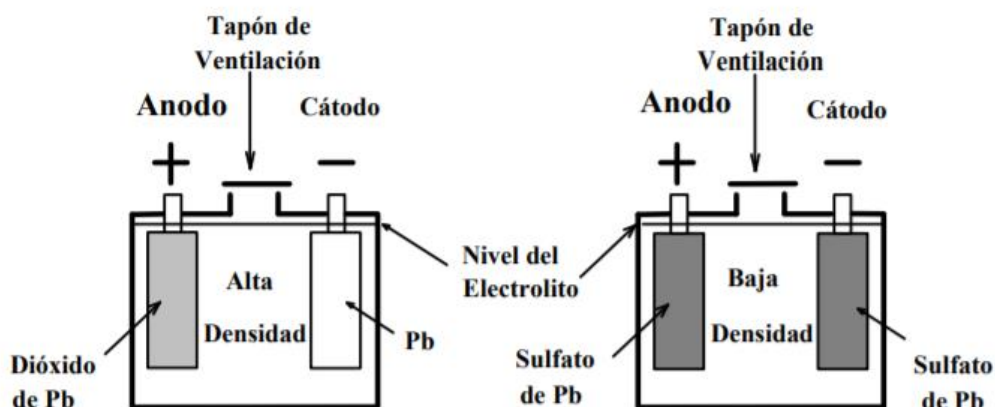 Tapón de
Ventilación
Anodo
Cátodo
+
−
Alta
Densidad
Dióxido
de Pb
Pb
Nivel del
Electrolito
Tapón de
Ventilación
Anodo
Cátodo
+
−
Baja
Densidad
Sulfato
de Pb
Sulfato
de Pb